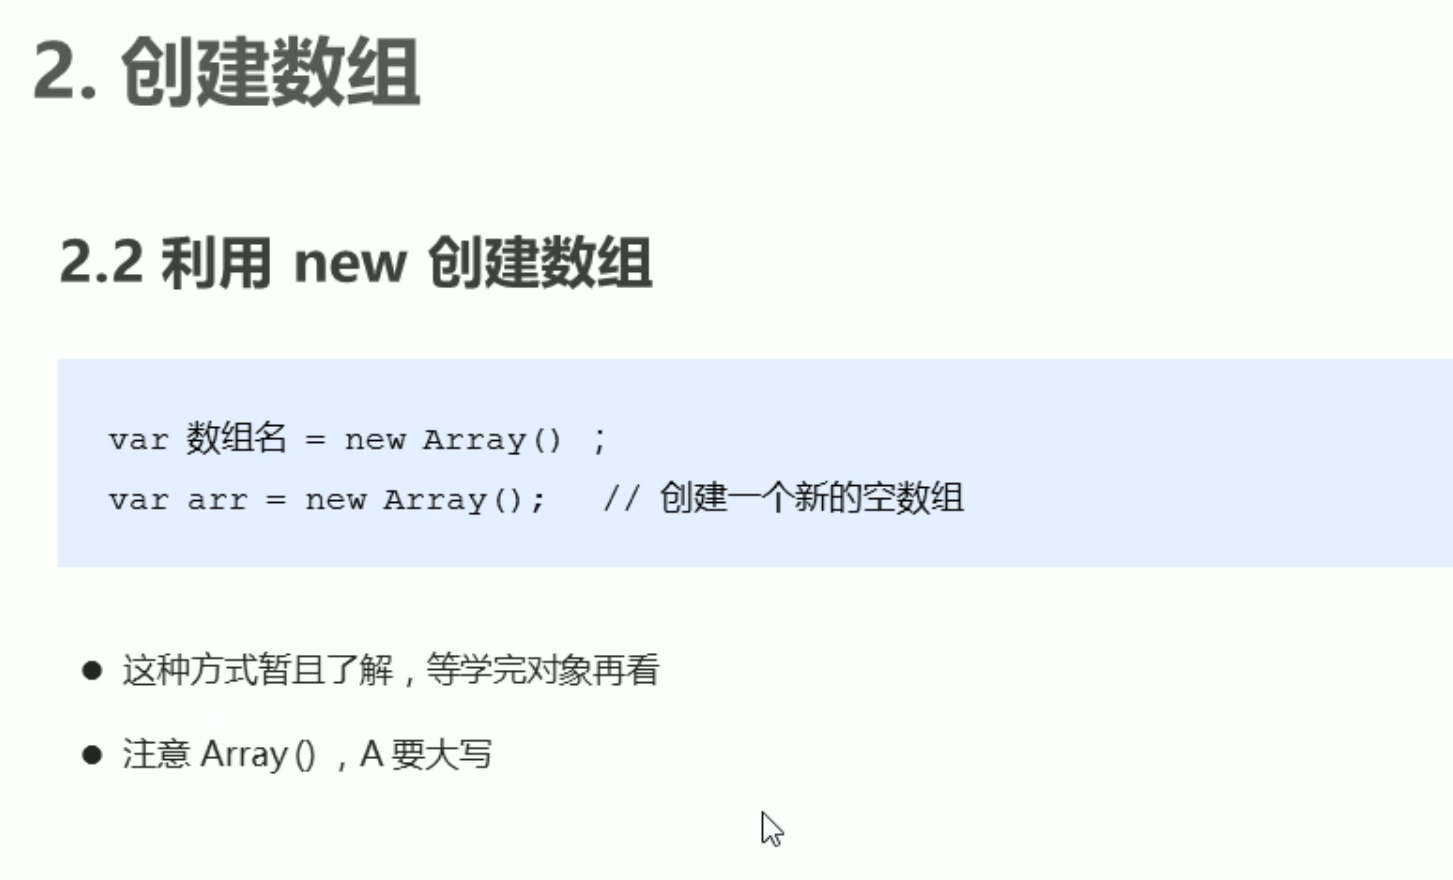 2. 创建数组
2.2 利用 new 创建数组
var 数组名 = new Array() ;
var arr = new Array();   // 创建一个新的空数组
● 这种方式暂且了解，等学完对象再看
● 注意 Array () ，A 要大写